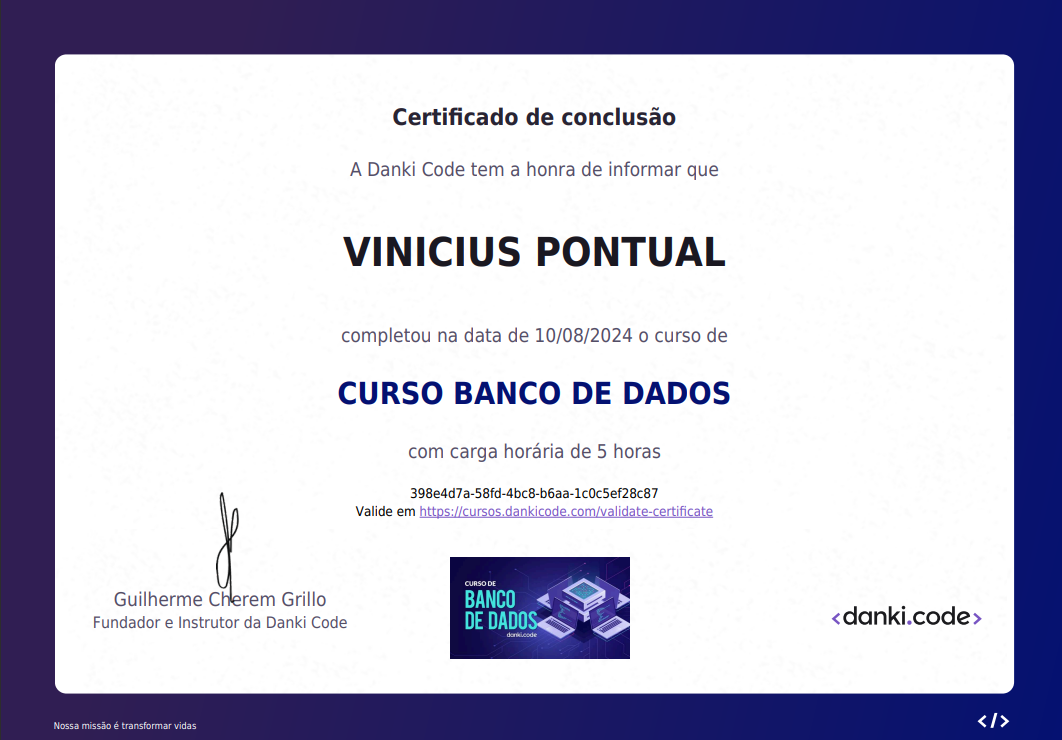 Certificado de conclusão
A Danki Code tem a honra de informar que
VINICIUS PONTUAL
completou na data de 10/08/2024 o curso de
CURSO BANCO DE DADOS
com carga horária de 5 horas
398e4d7a-58fd-4bc8-b6aa-1c0c5ef28c87
Valide em https://cursos.dankicode.com/validate-certificate
Guilherme Cherem Grillo
Fundador e Instrutor da Danki Code
CURSO DE
BANCO
DE DADOS
danki.code
<danki.code>
Nossa missão é transformar vidas
</>